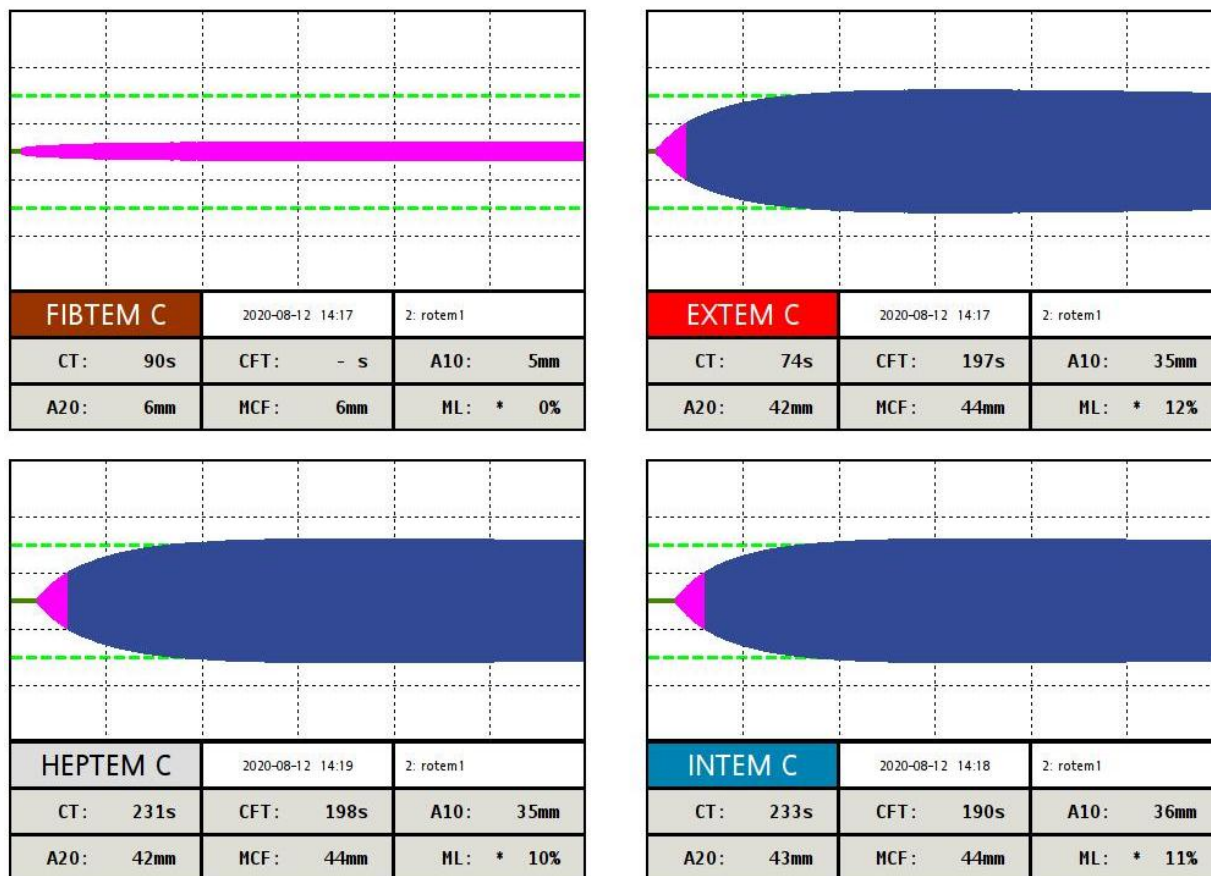 FIBTEM C 2020-08-12 14:17 2: rotem1
CT: 90s CFT: - s A10: 5mm
A20: 6mm MCF: 6mm ML: * 0%
EXTEM C 2020-08-12 14:17 2: rotem1
CT: 74s CFT: 197s A10: 35mm
A20: 42mm MCF: 44mm ML: * 12%
HEPTEM C 2020-08-12 14:19 2: rotem1
CT: 231s CFT: 198s A10: 35mm
A20: 42mm MCF: 44mm ML: * 10%
INTEM C 2020-08-12 14:18 2: rotem1
CT: 233s CFT: 190s A10: 36mm
A20: 43mm MCF: 44mm ML: * 11%